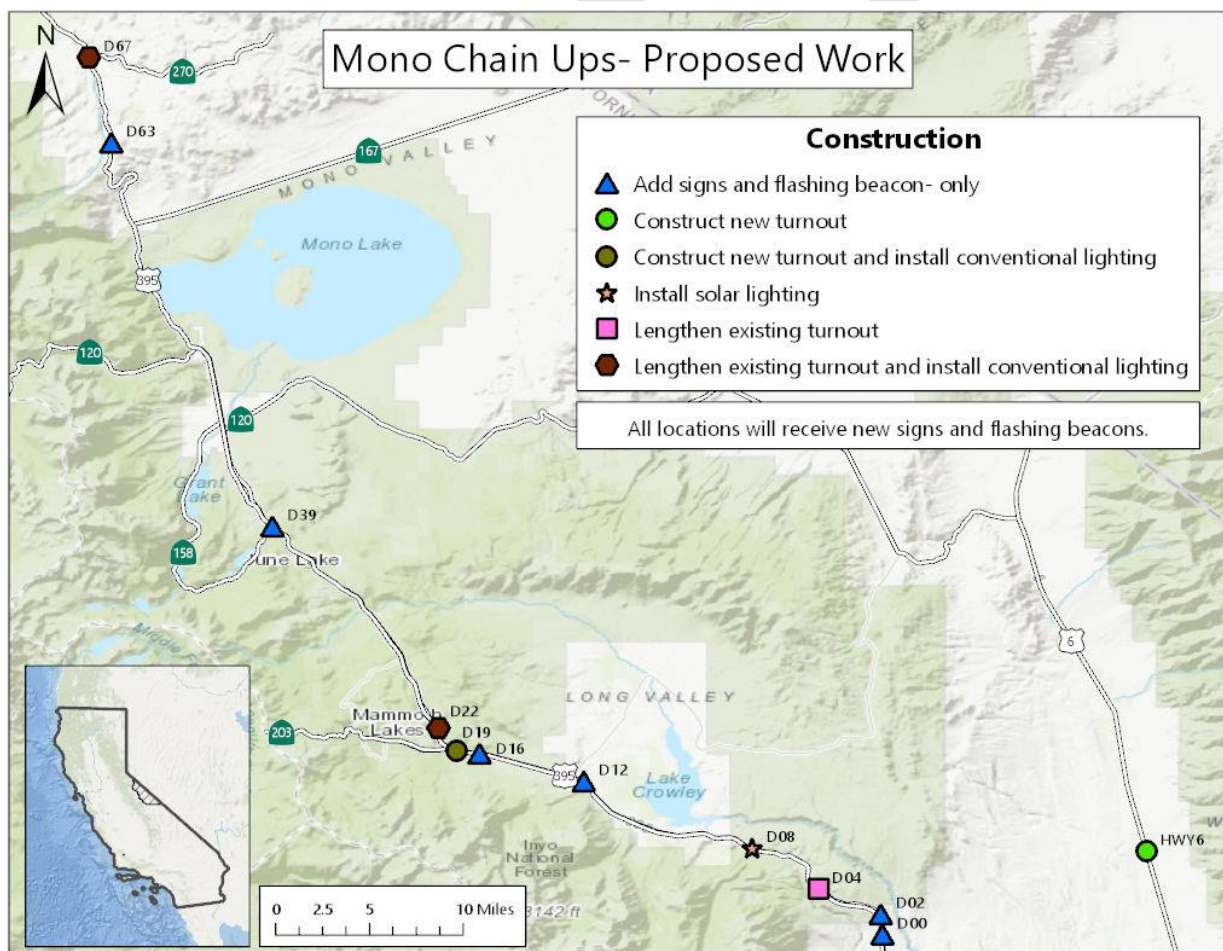 Mono Chain Ups- Proposed Work
N
D67
270
D63
167
MONO VALLEY
Construction
Add signs and flashing beacon- only
Construct new turnout
Construct new turnout and install conventional lighting
Install solar lighting
Lengthen existing turnout
Lengthen existing turnout and install conventional lighting
All locations will receive new signs and flashing beacons.
Mono Lake
395
120
120
Grant
Lake
D39
158
June Lake
Middle
6
LONG VALLEY
Mammoth
Lakes
D22
D19
D16
203
395
D12
Lake
Crowley
D08
HWY6
Inyo
National
Forest
D04
D02
D00
0 2.5 5 10 Miles